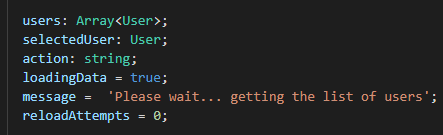 users: Array<User>;
selectedUser: User;
action: string;
loadingData = true;
message =  'Please wait... getting the list of users';
reloadAttempts = 0;